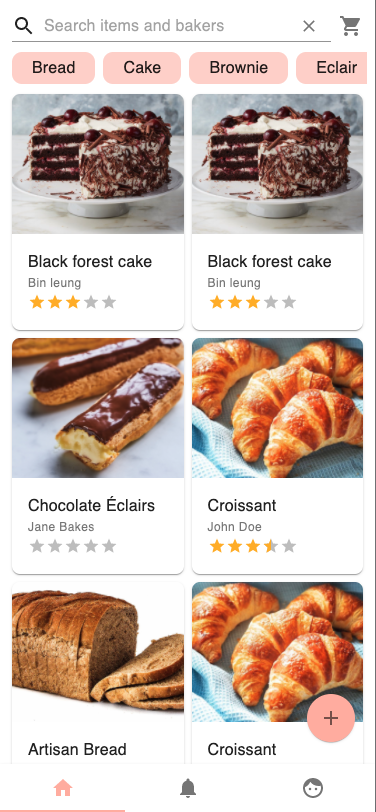 Search items and bakers
Bread Cake Brownie Eclair
Black forest cake Black forest cake
Bin leung Bin leung
Chocolate Éclairs Croissant
Jane Bakes John Doe
Artisan Bread Croissant